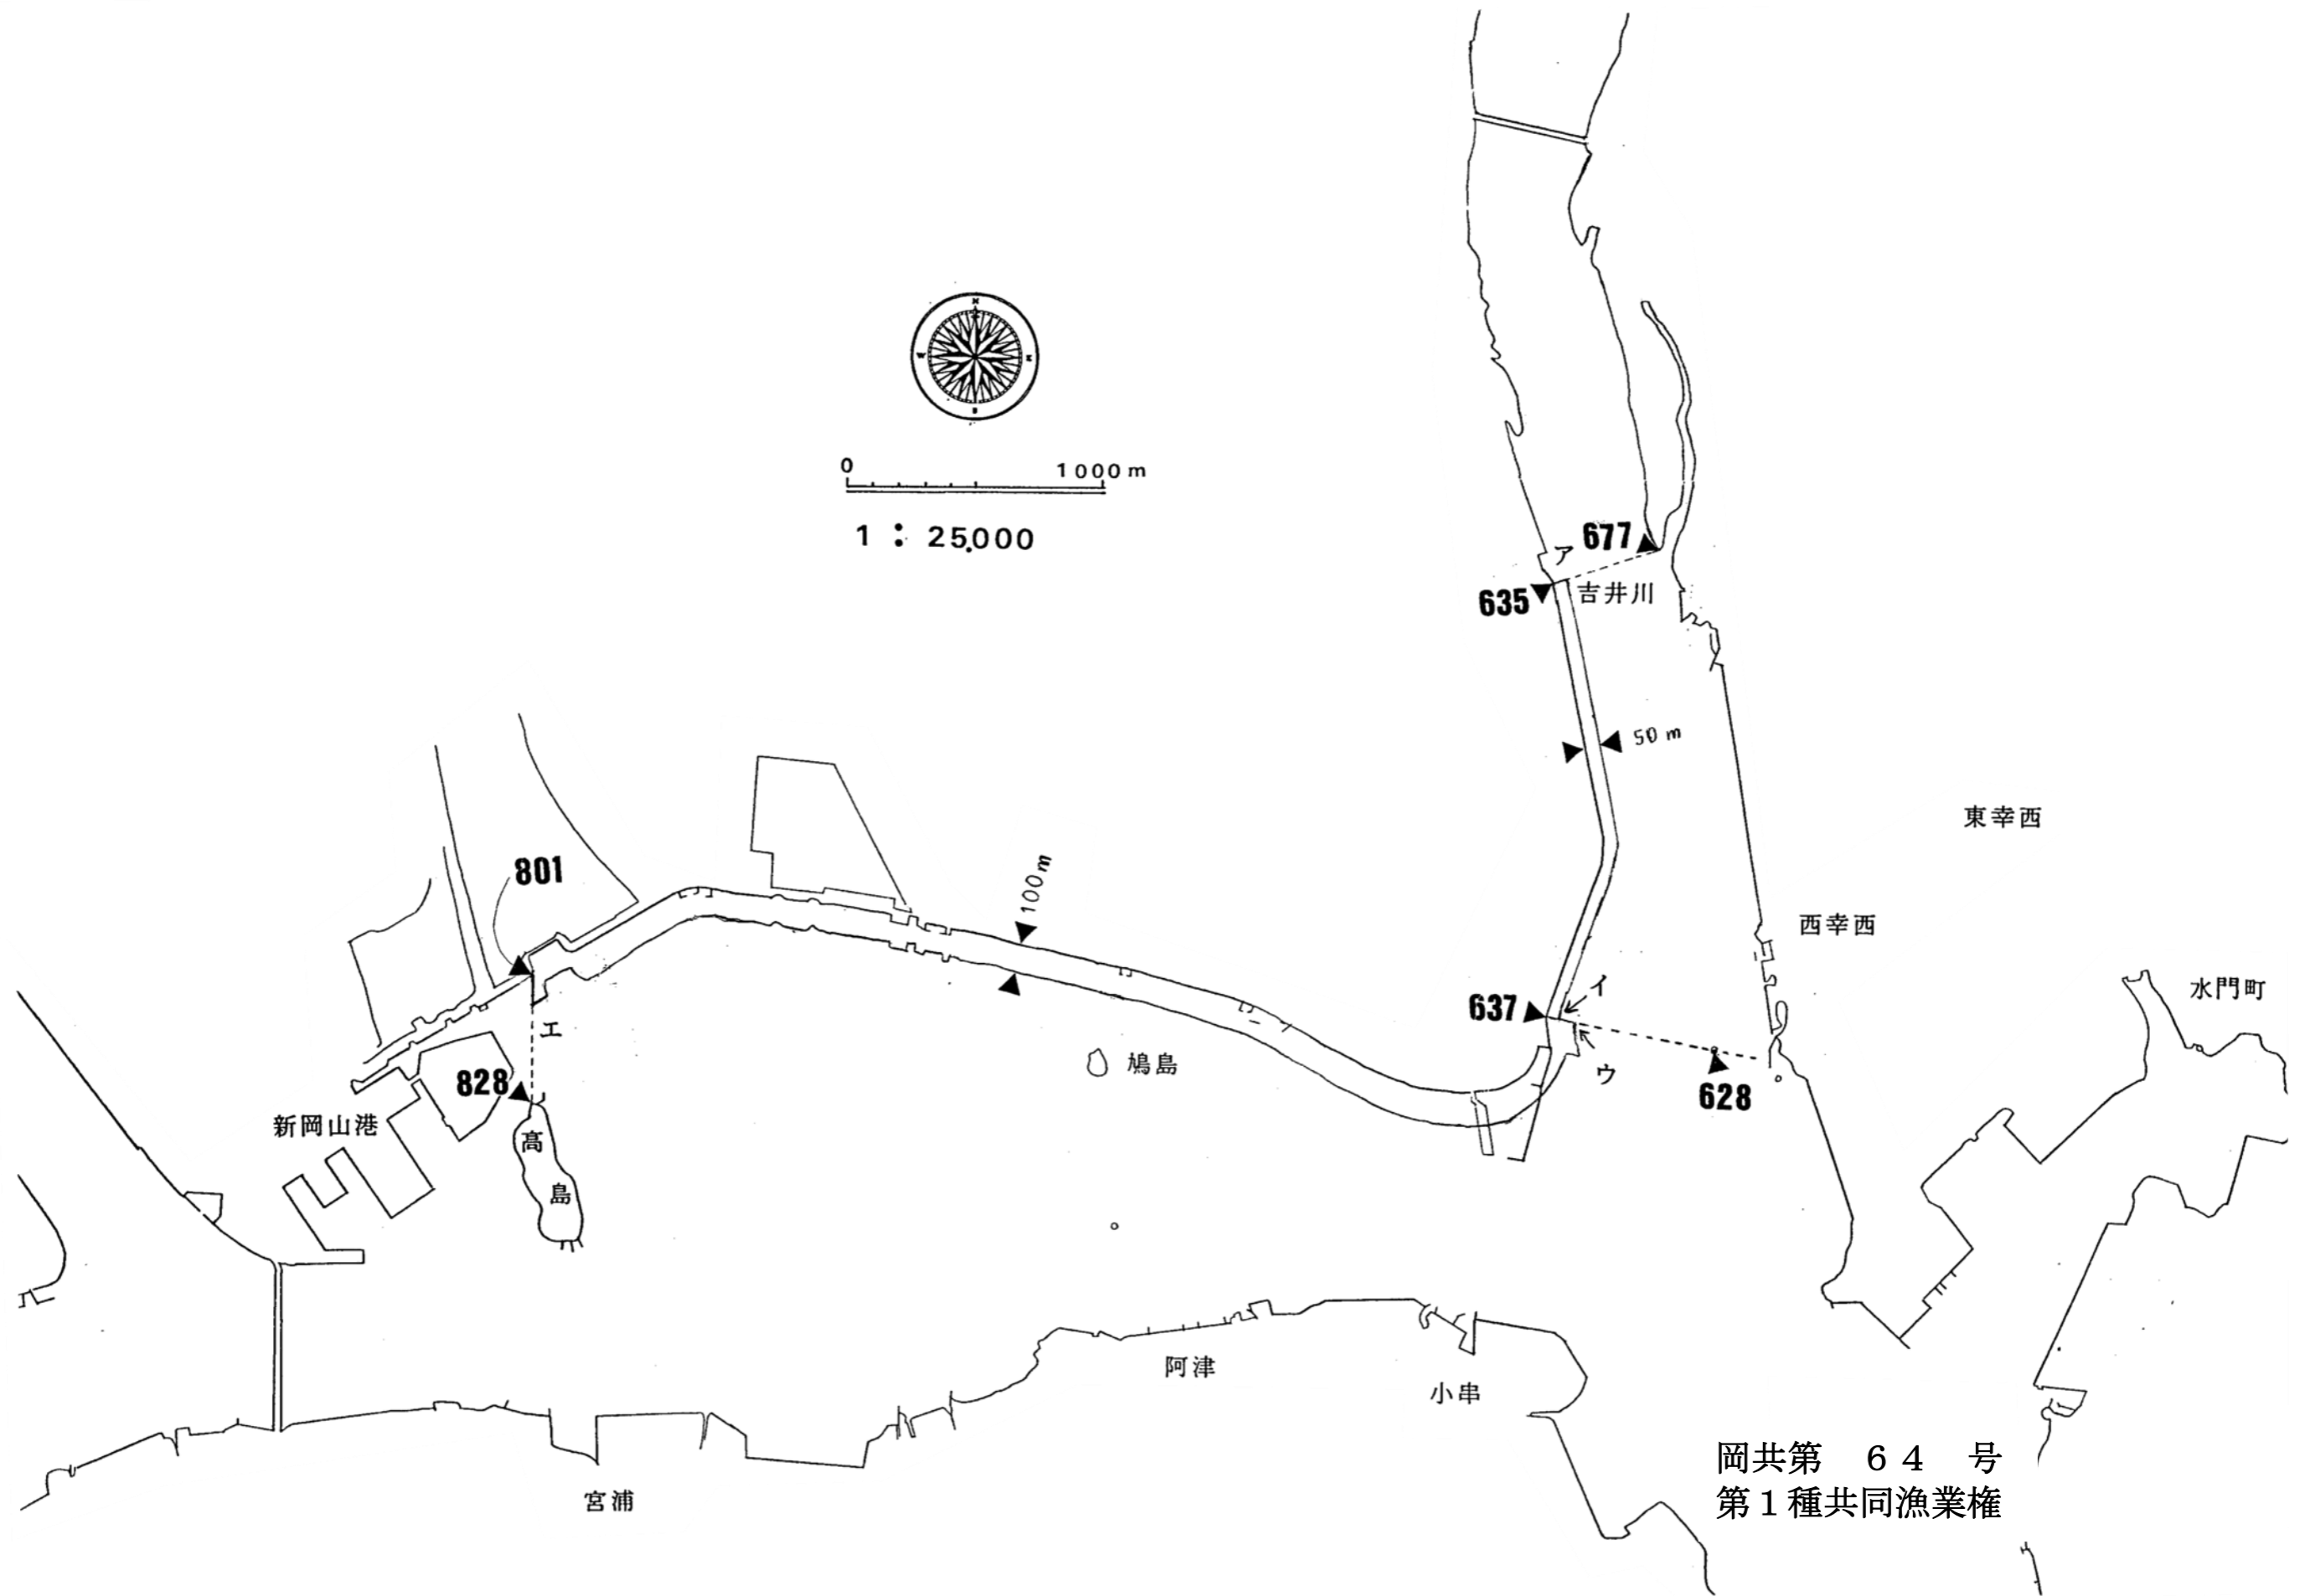 N
W
E
S
0 1000m
1 : 25,000
ア 677
635 吉井川
50m
東幸西
801
100m
西幸西
637 イ
水門町
エ
鳩島
ウ
828
628
新岡山港
高
島
阿津
小串
宮浦
岡共第 64 号
第1種共同漁業権